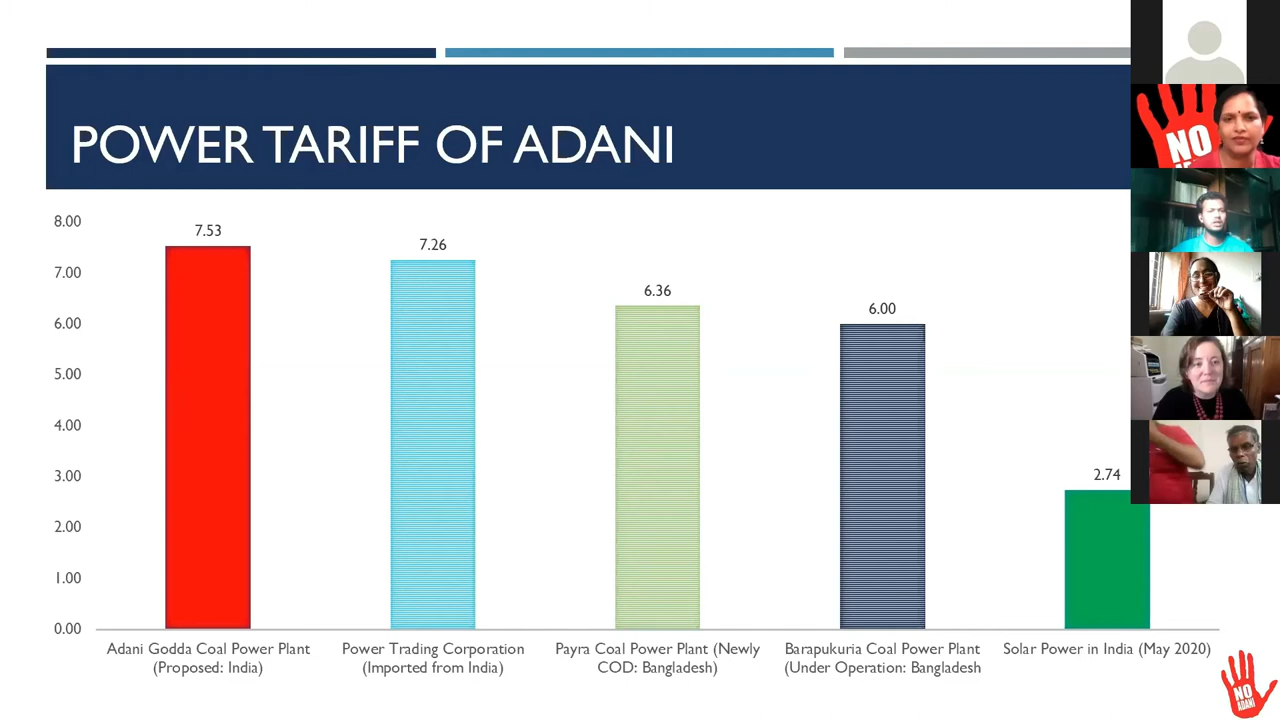 POWER TARIFF OF ADANI
8.00
7.00
6.00
5.00
4.00
3.00
2.00
1.00
0.00
7.53
7.26
6.36
6.00
2.74
Adani Godda Coal Power Plant
(Proposed: India)
Power Trading Corporation
(Imported from India)
Payra Coal Power Plant (Newly
COD: Bangladesh)
Barapukuria Coal Power Plant
(Under Operation: Bangladesh
Solar Power in India (May 2020)
NO
NO
ADANI